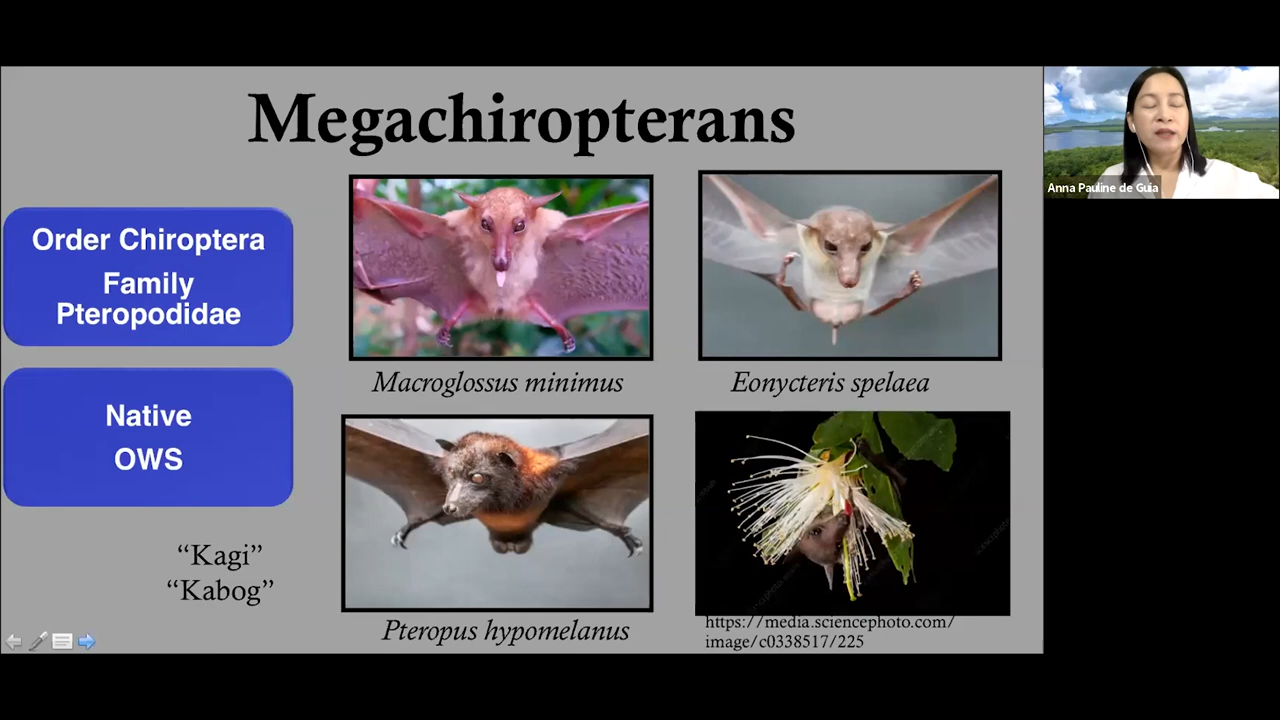 Megachiropterans
Anna Pauline de Guia
Order Chiroptera
Family
Pteropodidae
Macroglossus minimus
Eonycteris spelaea
Native
OWS
“Kagi”
“Kabog”
Pteropus hypomelanus
https://media.sciencephoto.com/
image/c0338517/225